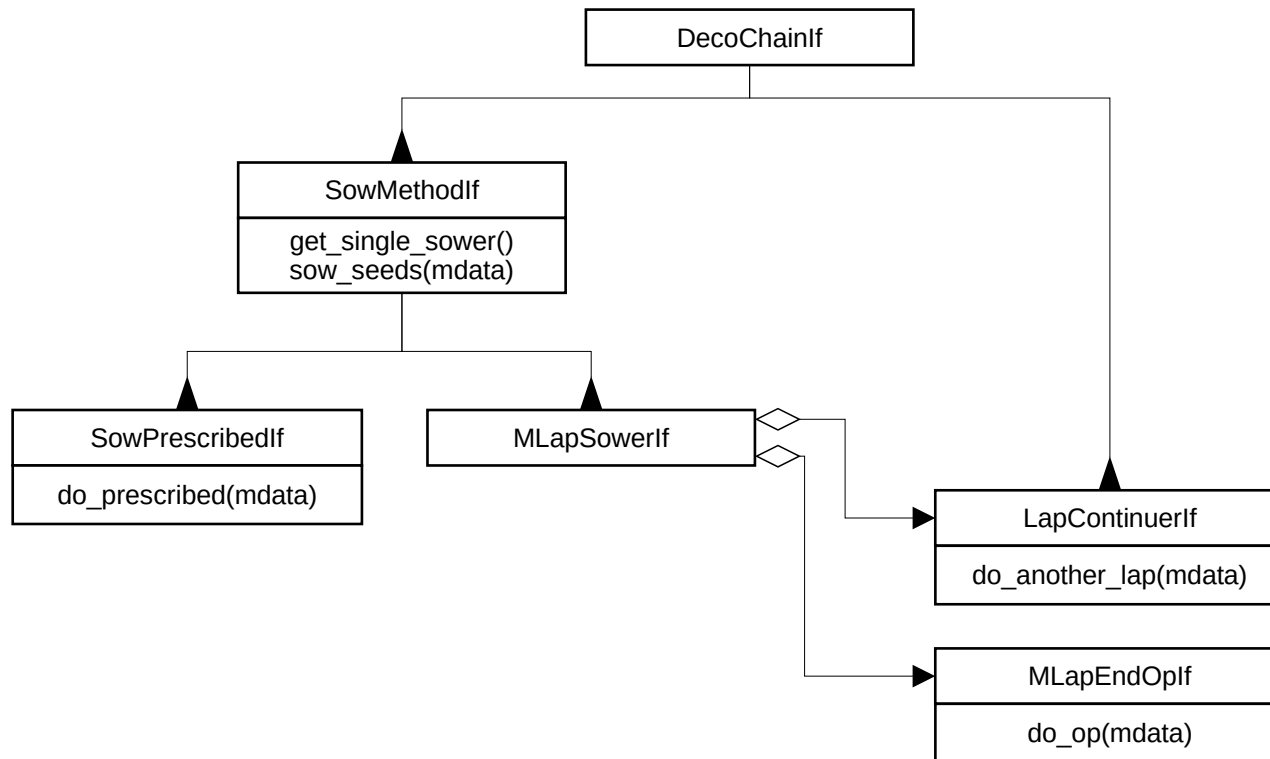 DecoChainIf
SowMethodIf
get_single_sower()
sow_seeds(mdata)
SowPrescribedIf
do_prescribed(mdata)
MLapSowerIf
LapContinuerIf
do_another_lap(mdata)
MLapEndOpIf
do_op(mdata)